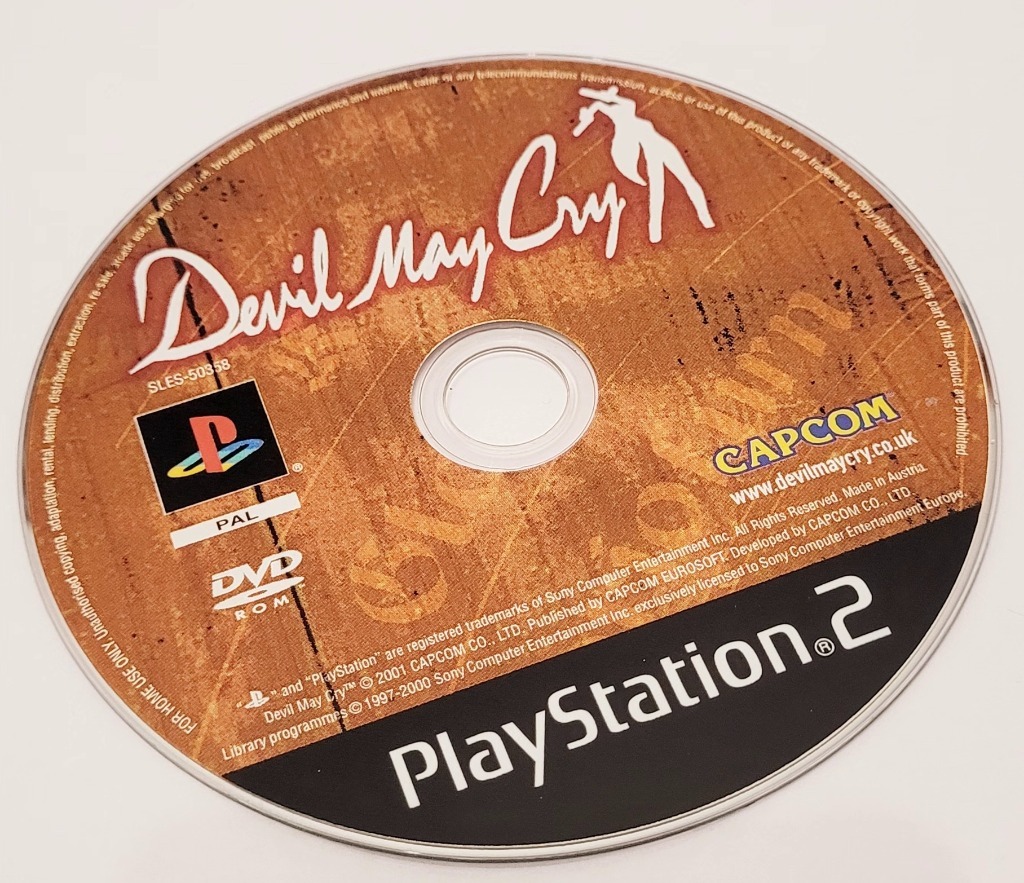 FOR HOME USE ONLY. Unauthorised copying, adaptation, rental, lending, distribution, extraction, re-sale, arcade use, charging for use, broadcast, public performance and internet, cable or any telecommunications transmission, access or use of this product or any trademark or copyright work that forms part of this product are prohibited
Devil May Cry™
SLES-50358
®
PAL
DVD
ROM™
CAPCOM
www.devilmaycry.co.uk
" " and "PlayStation" are registered trademarks of Sony Computer Entertainment Inc. All Rights Reserved. Made in Austria.
Devil May Cry™ © 2001 CAPCOM CO., LTD. Published by CAPCOM EUROSOFT. Developed by CAPCOM CO., LTD.
Library programmes © 1997-2000 Sony Computer Entertainment Inc. exclusively licensed to Sony Computer Entertainment Europe.
PlayStation®2